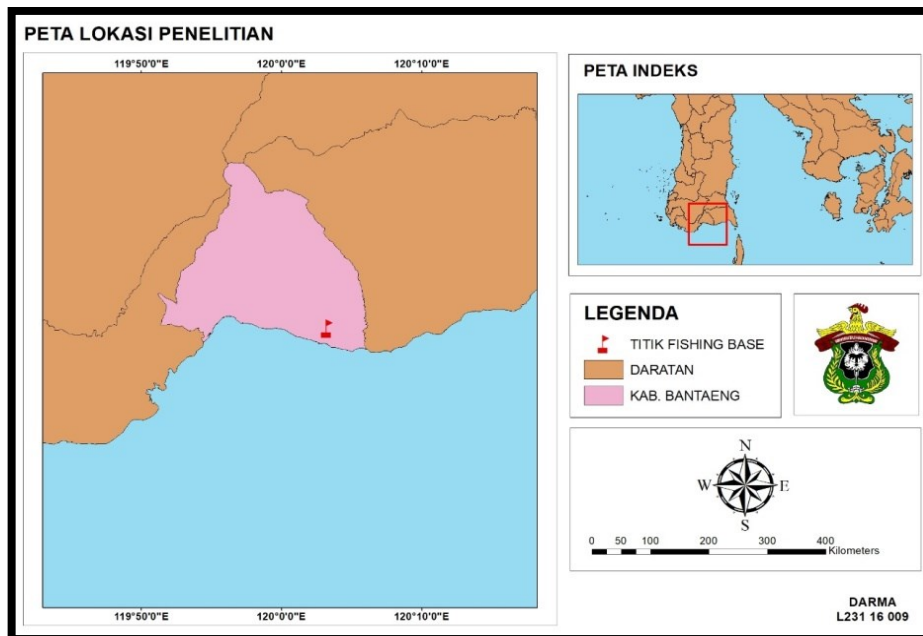 PETA LOKASI PENELITIAN
119°50'0"E 120°0'0"E 120°10'0"E
119°50'0"E 120°0'0"E 120°10'0"E
PETA INDEKS
LEGENDA
TITIK FISHING BASE
DARATAN
KAB. BANTAENG
N
W E
S
0 25 50 100 200 300 400
Kilometers
DARMA
L231 16 009